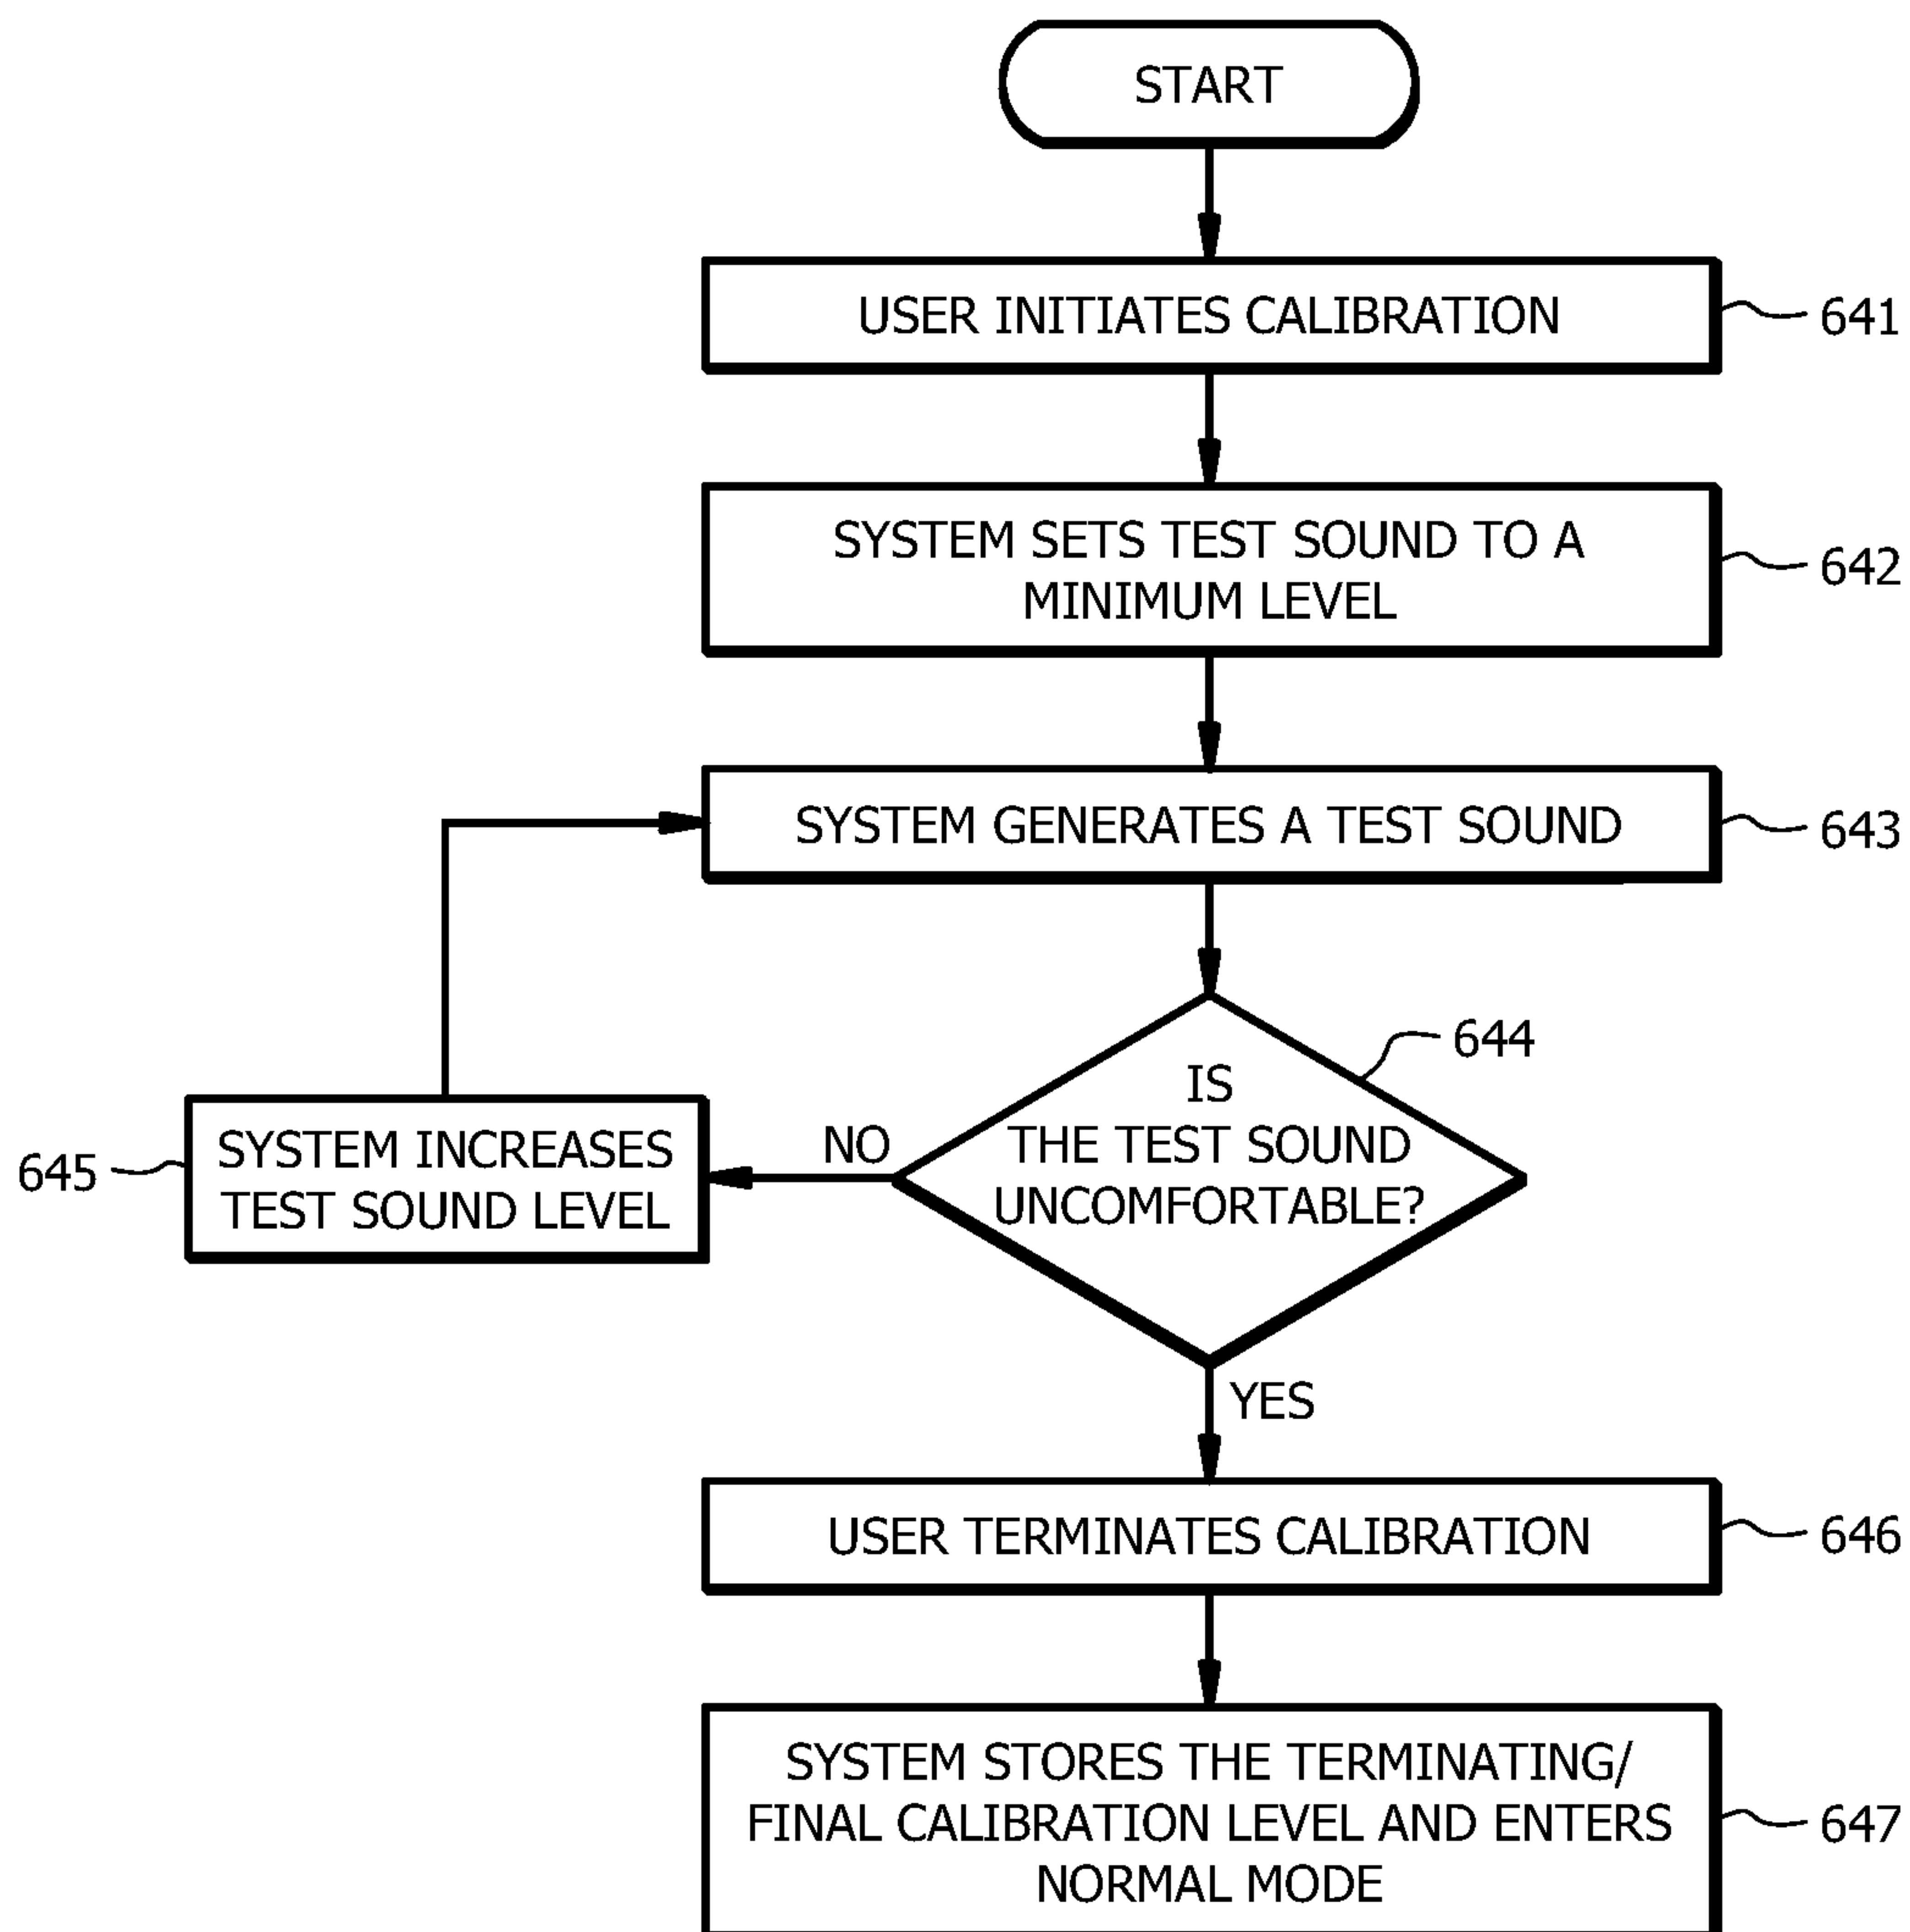 START
USER INITIATES CALIBRATION
641
SYSTEM SETS TEST SOUND TO A
MINIMUM LEVEL
642
SYSTEM GENERATES A TEST SOUND
643
644
IS
THE TEST SOUND
UNCOMFORTABLE?
NO
SYSTEM INCREASES
TEST SOUND LEVEL
645
YES
USER TERMINATES CALIBRATION
646
SYSTEM STORES THE TERMINATING/
FINAL CALIBRATION LEVEL AND ENTERS
NORMAL MODE
647